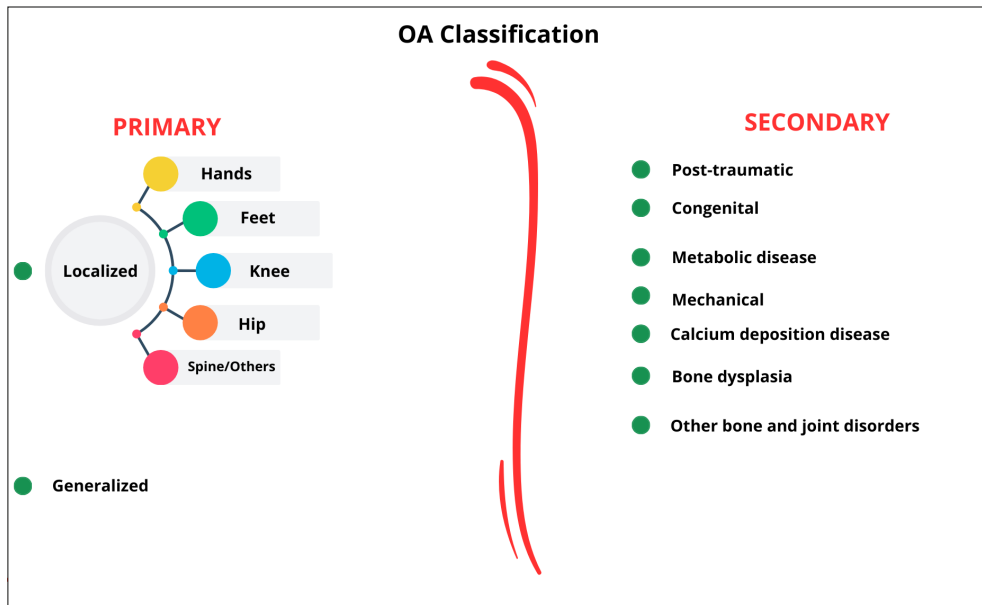 OA Classification
PRIMARY
Hands
Feet
Localized
Knee
Hip
Spine/Others
Generalized
SECONDARY
Post-traumatic
Congenital
Metabolic disease
Mechanical
Calcium deposition disease
Bone dysplasia
Other bone and joint disorders